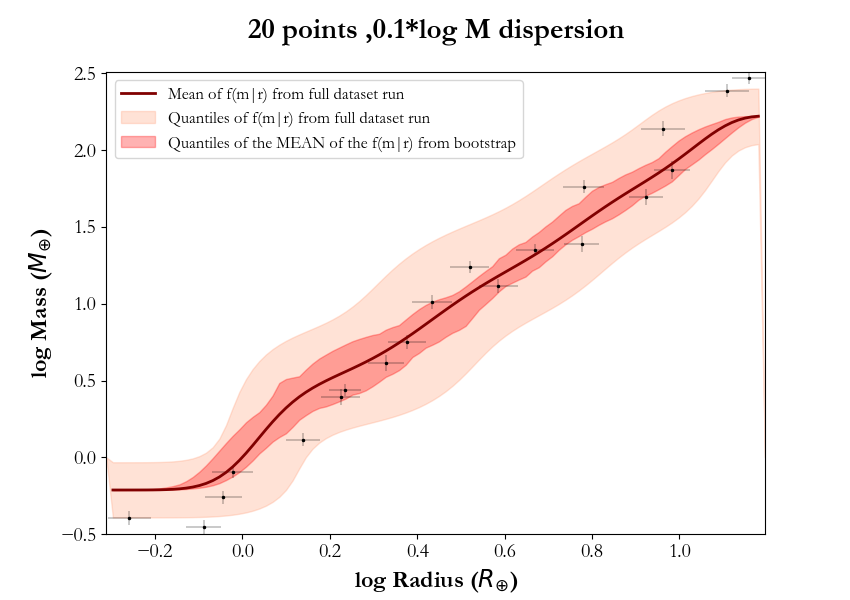 20 points ,0.1*log M dispersion
Mean of f(m|r) from full dataset run
Quantiles of f(m|r) from full dataset run
Quantiles of the MEAN of the f(m|r) from bootstrap
2.5
2.0
1.5
1.0
0.5
0.0
−0.5
log Mass (M⊕)
−0.2 0.0 0.2 0.4 0.6 0.8 1.0
log Radius (R⊕)